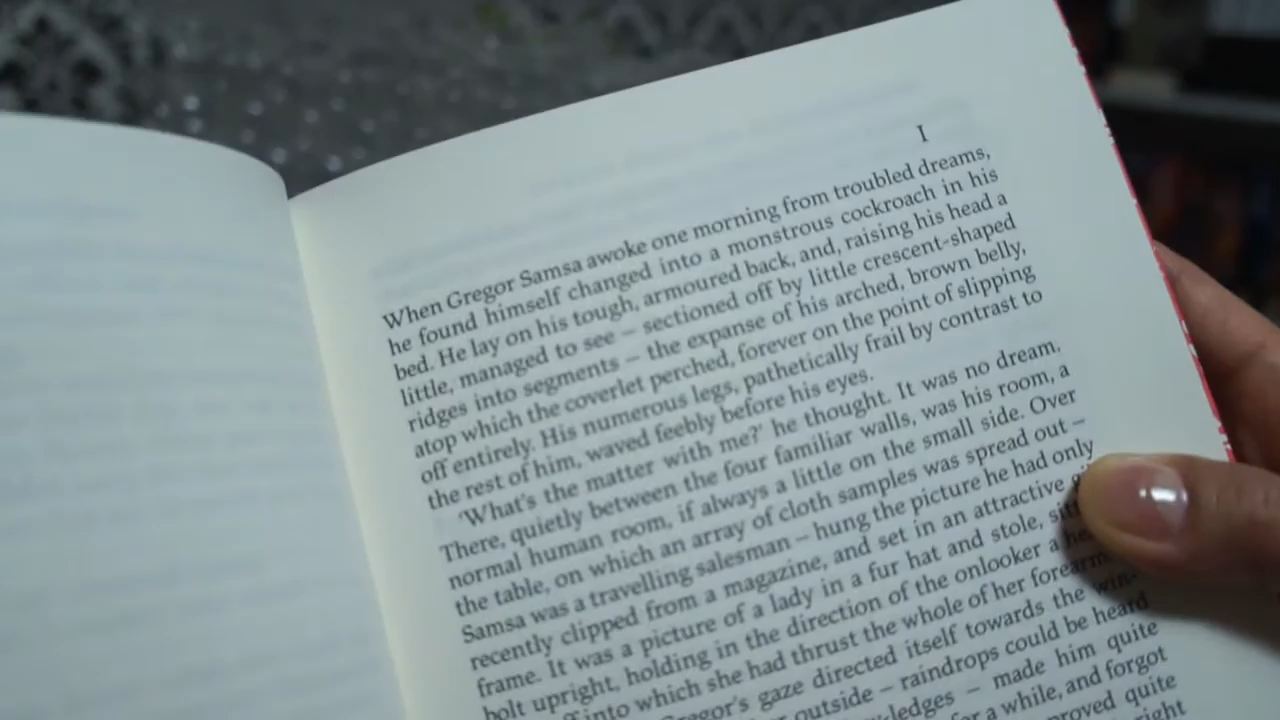 I
When Gregor Samsa awoke one morning from troubled dreams,
he found himself changed into a monstrous cockroach in his
bed. He lay on his tough, armoured back, and, raising his head a
little, managed to see – sectioned off by little crescent-shaped
ridges into segments – the expanse of his arched, brown belly,
atop which the coverlet perched, forever on the point of slipping
off entirely. His numerous legs, pathetically frail by contrast to
the rest of him, waved feebly before his eyes.
'What's the matter with me?' he thought. It was no dream.
There, quietly between the four familiar walls, was his room, a
normal human room, if always a little on the small side. Over
the table, on which an array of cloth samples was spread out –
Samsa was a travelling salesman – hung the picture he had only
recently clipped from a magazine, and set in an attractive
frame. It was a picture of a lady in a fur hat and stole,
bolt upright, holding in the direction of the onlooker a
into which she had thrust the whole of her forearm
Gregor's gaze directed itself towards the win-
outside – raindrops could be heard
– made him quite
for a while, and forgot
quite